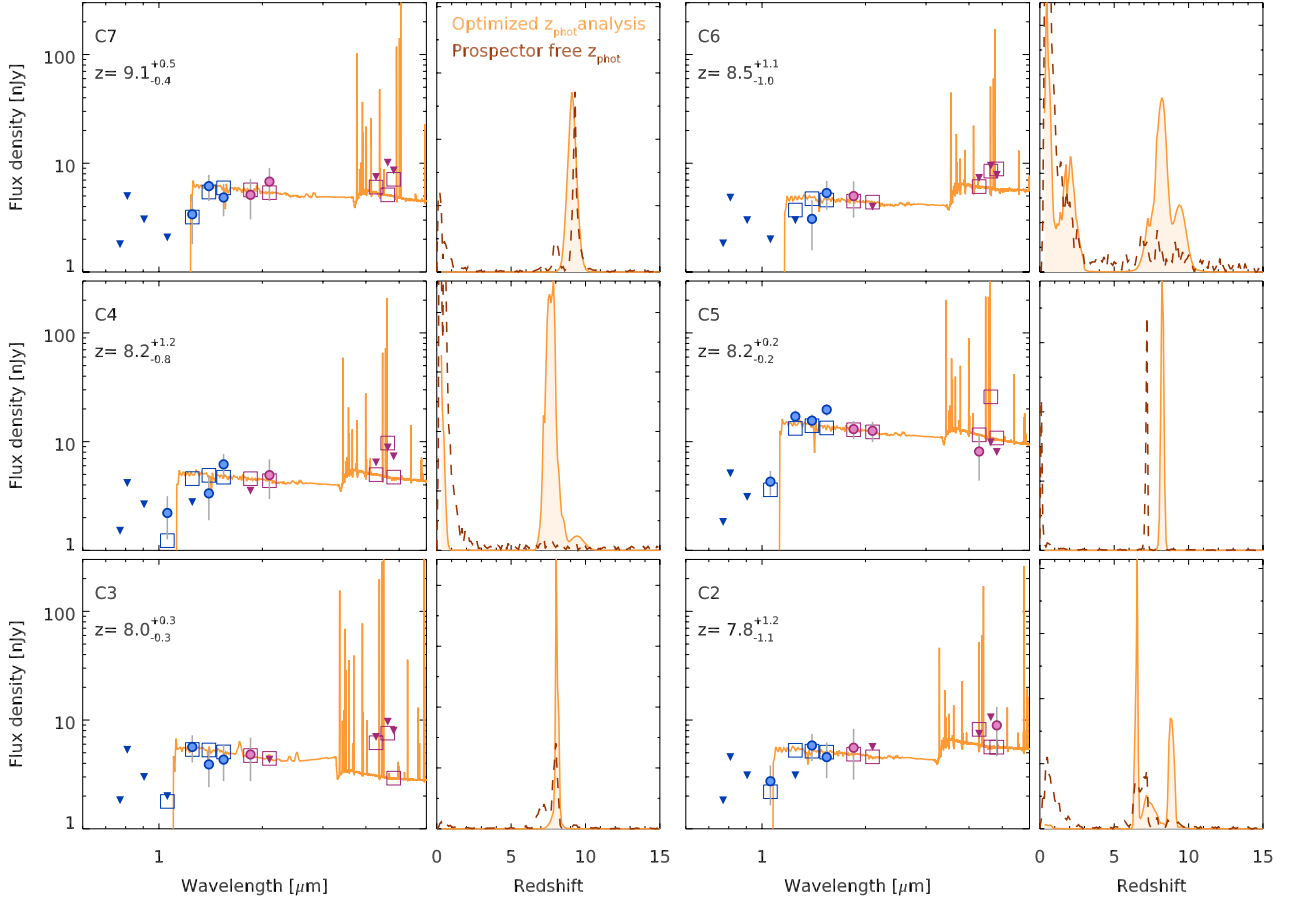 C7
z= 9.1+0.5-0.4
Optimized zphot analysis
Prospector free zphot
C6
z= 8.5+1.1-1.0
Flux density [nJy]
100
10
1
C4
z= 8.2+1.2-0.8
C5
z= 8.2+0.2-0.2
Flux density [nJy]
100
10
1
C3
z= 8.0+0.3-0.3
C2
z= 7.8+1.2-1.1
Flux density [nJy]
100
10
1
1 0 5 10 15 1 0 5 10 15
Wavelength [μm] Redshift Wavelength [μm] Redshift